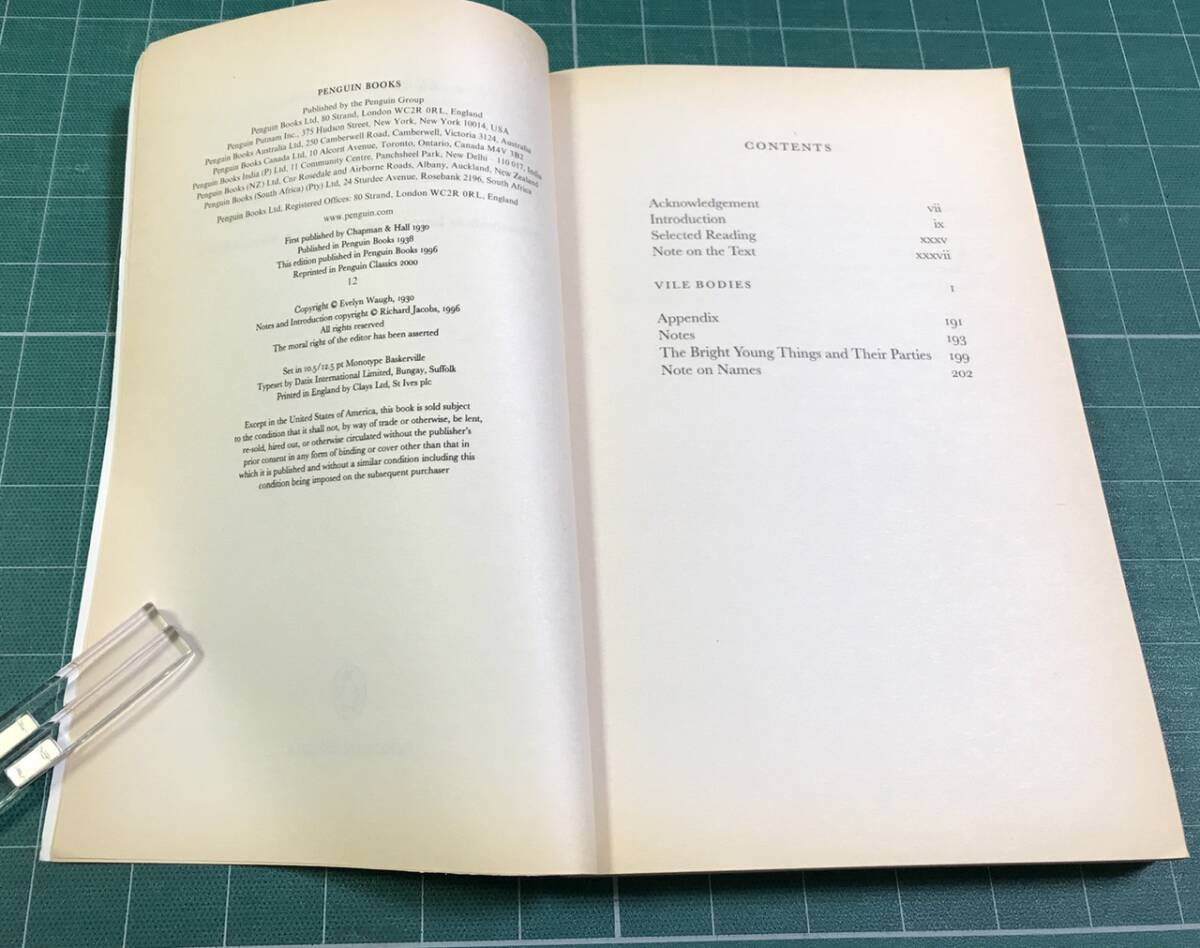 PENGUIN BOOKS
Published by the Penguin Group
Penguin Books Ltd, 80 Strand, London WC2R 0RL, England
Penguin Putnam Inc., 375 Hudson Street, New York, New York 10014, USA
Penguin Books Australia Ltd, 250 Camberwell Road, Camberwell, Victoria 3124, Australia
Penguin Books Canada Ltd, 10 Alcorn Avenue, Toronto, Ontario, Canada M4V 3B2
Penguin Books India (P) Ltd, 11 Community Centre, Panchsheel Park, New Delhi – 110 017, India
Penguin Books (NZ) Ltd, Cnr Rosedale and Airborne Roads, Albany, Auckland, New Zealand
Penguin Books (South Africa) (Pty) Ltd, 24 Sturdee Avenue, Rosebank 2196, South Africa
Penguin Books Ltd, Registered Offices: 80 Strand, London WC2R 0RL, England
www.penguin.com
First published by Chapman & Hall 1930
Published in Penguin Books 1938
This edition published in Penguin Books 1996
Reprinted in Penguin Classics 2000
12
Copyright © Evelyn Waugh, 1930
Notes and Introduction copyright © Richard Jacobs, 1996
All rights reserved
The moral right of the editor has been asserted
Set in 10.5/12.5 pt Monotype Baskerville
Typeset by Datix International Limited, Bungay, Suffolk
Printed in England by Clays Ltd, St Ives plc
Except in the United States of America, this book is sold subject
to the condition that it shall not, by way of trade or otherwise, be lent,
re-sold, hired out, or otherwise circulated without the publisher's
prior consent in any form of binding or cover other than that in
which it is published and without a similar condition including this
condition being imposed on the subsequent purchaser
CONTENTS
Acknowledgement vii
Introduction ix
Selected Reading xxxv
Note on the Text xxxvii
VILE BODIES 1
Appendix 191
Notes 193
The Bright Young Things and Their Parties 199
Note on Names 202